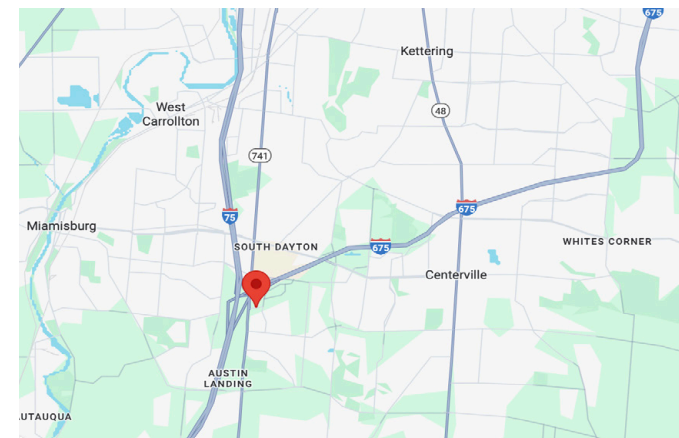 675
Kettering
48
West
Carrollton
741
75
675
Miamisburg
SOUTH DAYTON
675
WHITES CORNER
Centerville
AUSTIN
LANDING
UTAUQUA